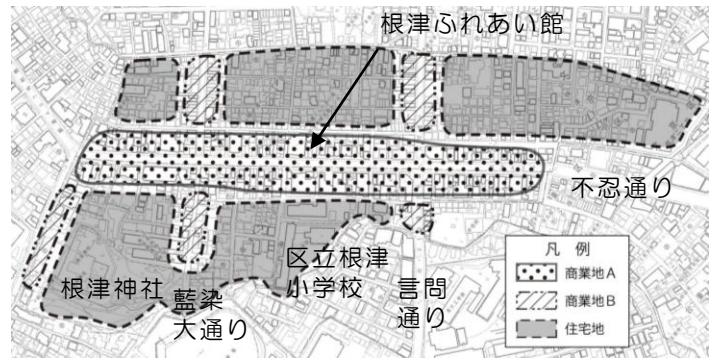 根津ふれあい館
不忍通り
根津神社
藍染
大通り
区立根津
小学校
言問
通り
凡 例
商業地A
商業地B
住宅地